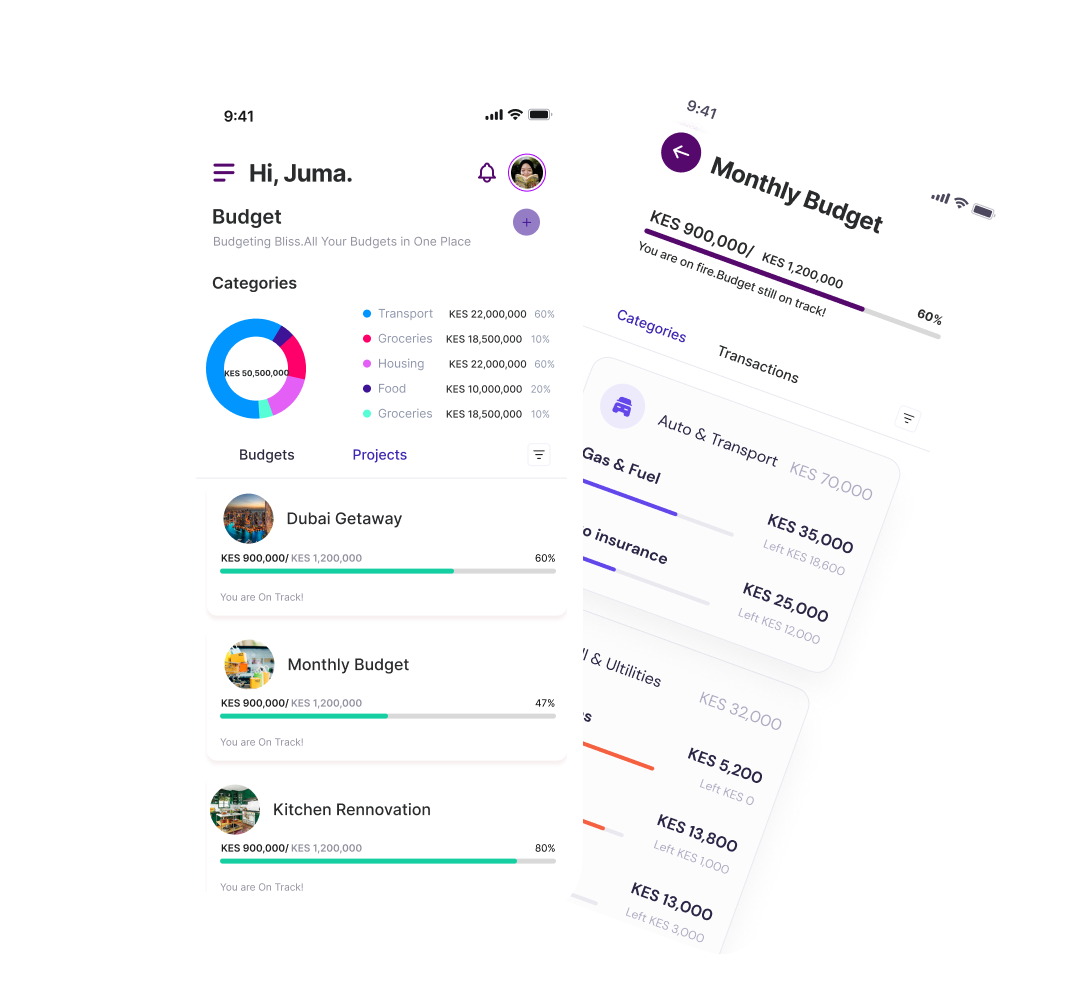 9:41
Hi, Juma.
Budget
Budgeting Bliss.All Your Budgets in One Place
Categories
KES 50,500,000
Transport KES 22,000,000 60%
Groceries KES 18,500,000 10%
Housing KES 22,000,000 60%
Food KES 10,000,000 20%
Groceries KES 18,500,000 10%
Budgets Projects
Dubai Getaway
KES 900,000/ KES 1,200,000 60%
You are On Track!
Monthly Budget
KES 900,000/ KES 1,200,000 47%
You are On Track!
Kitchen Rennovation
KES 900,000/ KES 1,200,000 80%
You are On Track!
9:41
Monthly Budget
KES 900,000/ KES 1,200,000
You are on fire.Budget still on track!
60%
Categories Transactions
Auto & Transport KES 70,000
Gas & Fuel
KES 35,000
Left KES 18,600
o insurance
KES 25,000
Left KES 12,000
ll & Ultilities KES 32,000
s
KES 5,200
Left KES 0
KES 13,800
Left KES 1,000
KES 13,000
Left KES 3,000